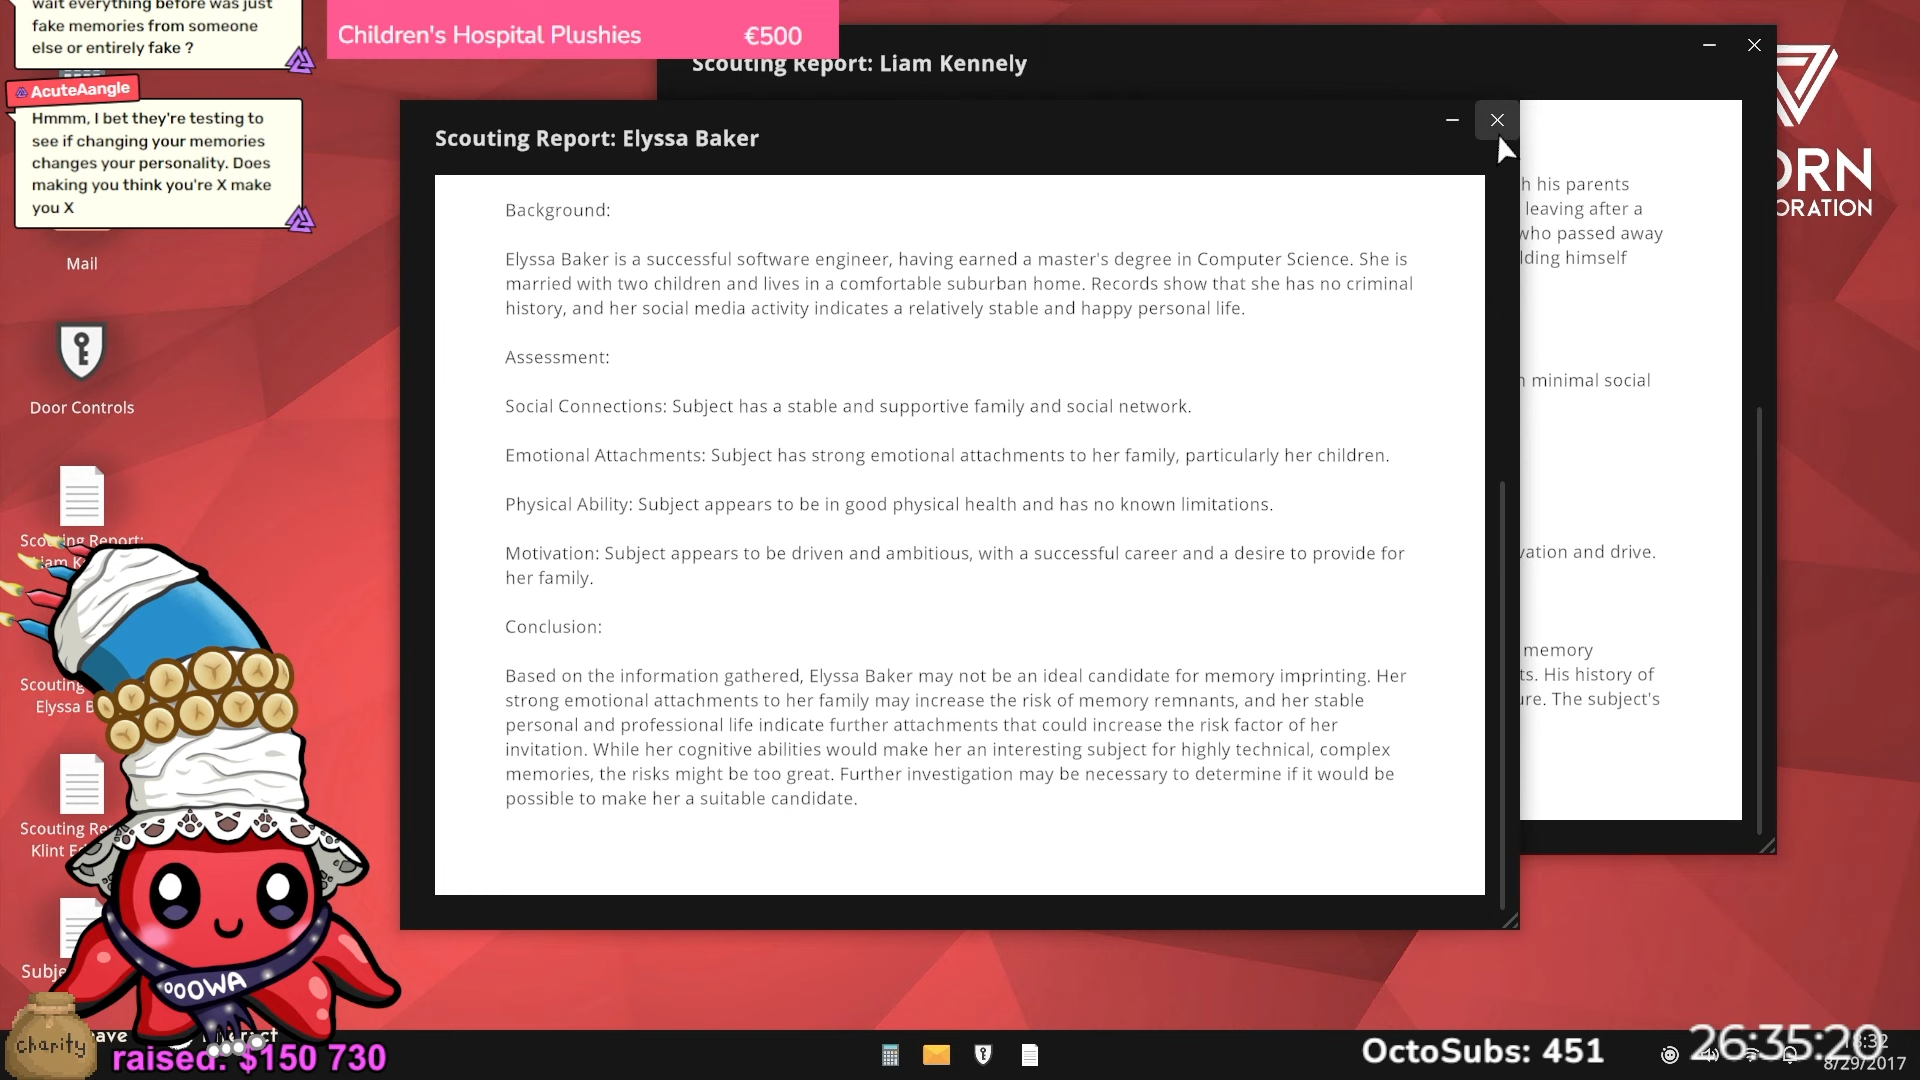 wait everything before was just
fake memories from someone
else or entirely fake ?
AcuteAangle
Hmmm, I bet they're testing to
see if changing your memories
changes your personality. Does
making you think you're X make
you X
Children's Hospital Plushies €500
Scouting Report: Liam Kennely
Scouting Report: Elyssa Baker
Background:
Elyssa Baker is a successful software engineer, having earned a master's degree in Computer Science. She is
married with two children and lives in a comfortable suburban home. Records show that she has no criminal
history, and her social media activity indicates a relatively stable and happy personal life.
Assessment:
Social Connections: Subject has a stable and supportive family and social network.
Emotional Attachments: Subject has strong emotional attachments to her family, particularly her children.
Physical Ability: Subject appears to be in good physical health and has no known limitations.
Motivation: Subject appears to be driven and ambitious, with a successful career and a desire to provide for
her family.
Conclusion:
Based on the information gathered, Elyssa Baker may not be an ideal candidate for memory imprinting. Her
strong emotional attachments to her family may increase the risk of memory remnants, and her stable
personal and professional life indicate further attachments that could increase the risk factor of her
invitation. While her cognitive abilities would make her an interesting subject for highly technical, complex
memories, the risks might be too great. Further investigation may be necessary to determine if it would be
possible to make her a suitable candidate.
h his parents
leaving after a
who passed away
lding himself
n minimal social
vation and drive.
memory
ts. His history of
ure. The subject's
ORN
ORATION
Mail
Door Controls
Scouting Report:
Scouting
Elyssa B
Scouting Re
Klint E
Subje
OOOWA
charity
raised: $150 730
OctoSubs: 451
26:35:20
18:32
8/29/2017